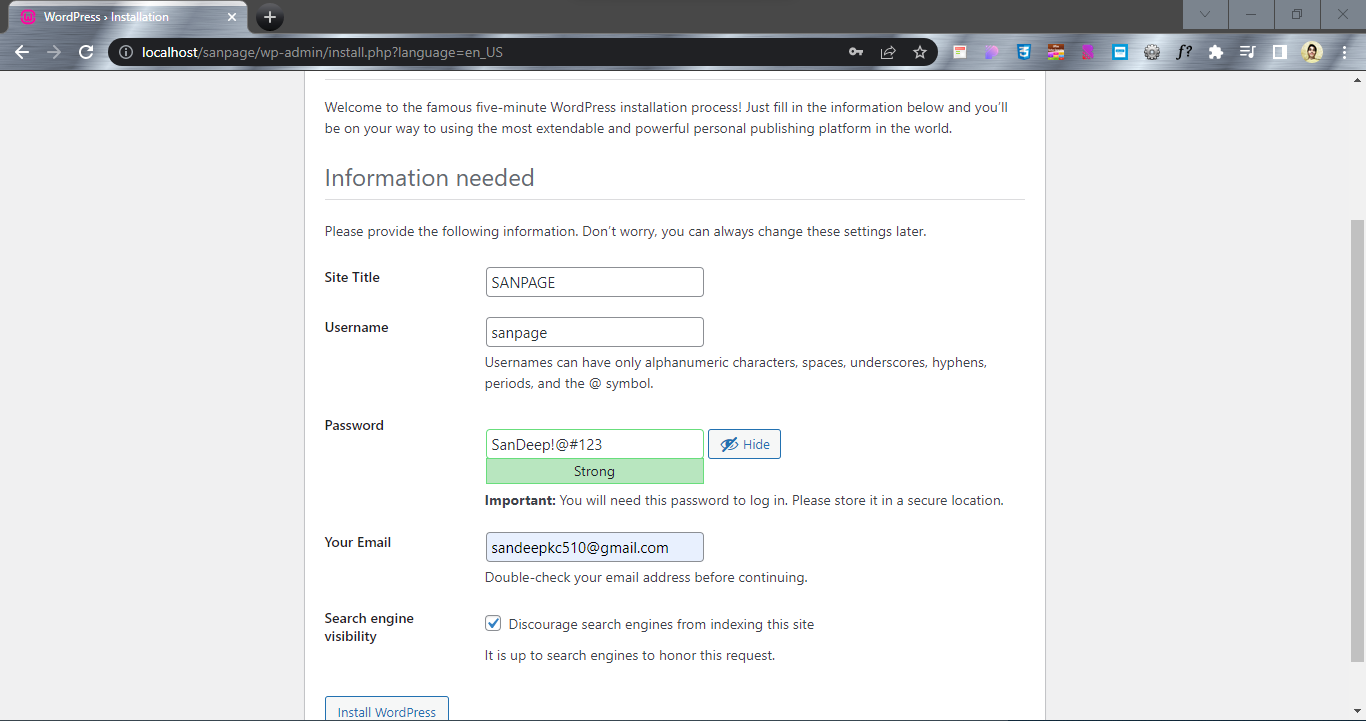 WordPress › Installation
localhost/sanpage/wp-admin/install.php?language=en_US
f?
Welcome to the famous five-minute WordPress installation process! Just fill in the information below and you’ll
be on your way to using the most extendable and powerful personal publishing platform in the world.
Information needed
Please provide the following information. Don’t worry, you can always change these settings later.
Site Title
SANPAGE
Username
sanpage
Usernames can have only alphanumeric characters, spaces, underscores, hyphens,
periods, and the @ symbol.
Password
SanDeep!@#123
Hide
Strong
Important: You will need this password to log in. Please store it in a secure location.
Your Email
sandeepkc510@gmail.com
Double-check your email address before continuing.
Search engine
visibility
Discourage search engines from indexing this site
It is up to search engines to honor this request.
Install WordPress